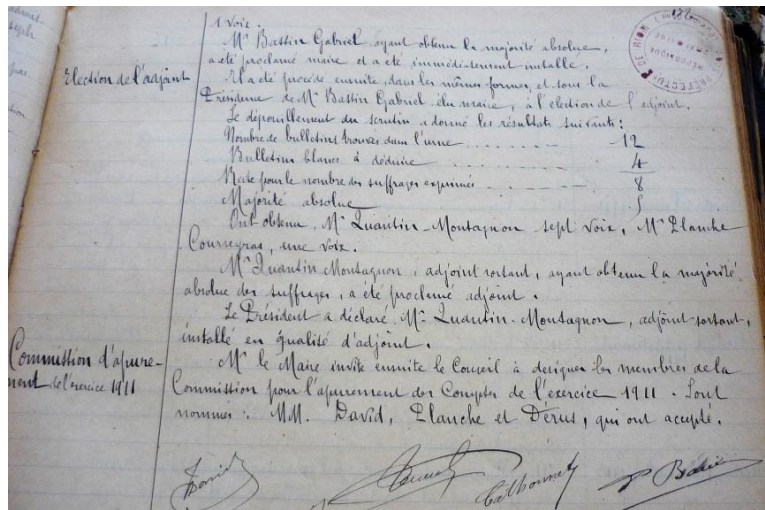 1 voix.
Mr Bastin Gabriel ayant obtenu la majorité absolue,
a été proclamé maire et a été immédiatement installé.
Election de l'adjoint
Il a été procédé ensuite, dans les mêmes formes, et sous la
Présidence de Mr Bastin Gabriel élu maire, à l'élection de l'adjoint.
Le dépouillement du scrutin a donné les résultats suivants :
Nombre de bulletins trouvés dans l'urne 12
Bulletins blancs à déduire 4
Reste pour le nombre des suffrages exprimés 8
Majorité absolue 5
Ont obtenu, Mr Quantin-Montagnon sept voix, Mr Planche
Courneyras, une voix.
Mr Quantin Montagnon, adjoint sortant, ayant obtenu la majorité
absolue des suffrages, a été proclamé adjoint.
Le Président a déclaré Mr Quantin-Montagnon, adjoint sortant,
installé en qualité d'adjoint.
Commission d'apure-
ment de l'exercice 1911
Mr le Maire invite ensuite le Conseil à désigner les membres de la
Commission pour l'apurement des Comptes de l'exercice 1911. Sont
nommés : MM. David, Planche et Dérus, qui ont accepté.